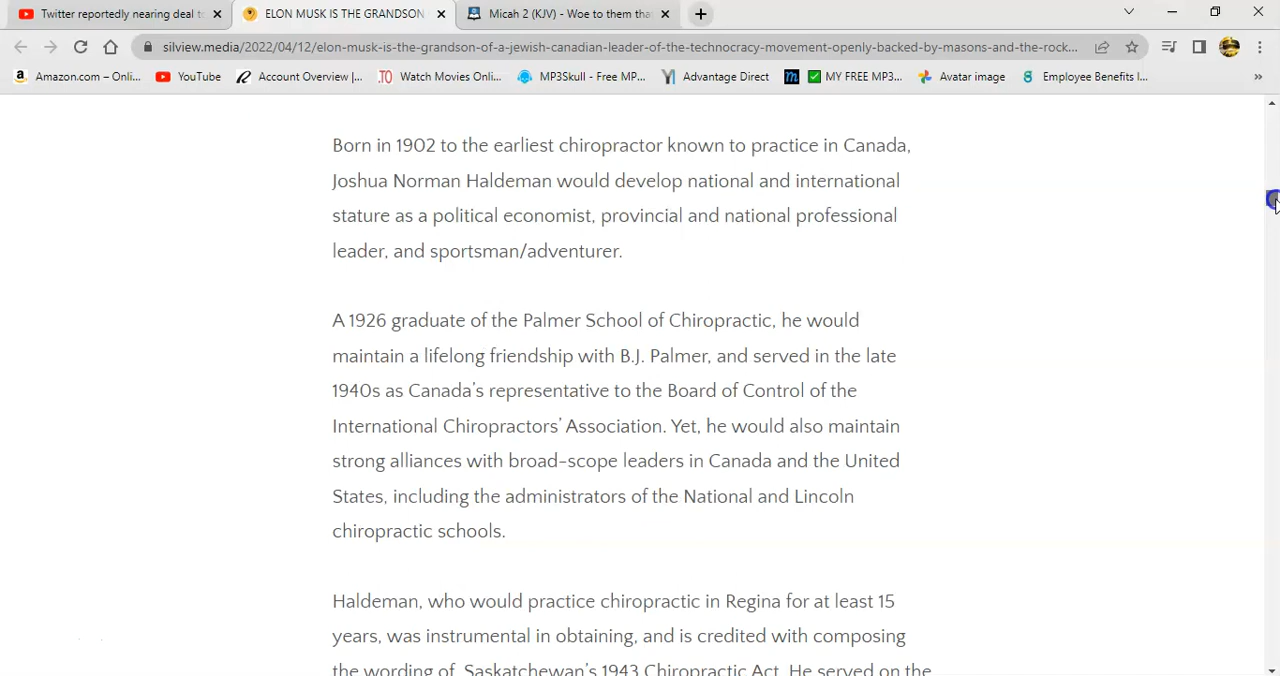 Twitter reportedly nearing deal to
ELON MUSK IS THE GRANDSON
Micah 2 (KJV) - Woe to them tha
silview.media/2022/04/12/elon-musk-is-the-grandson-of-a-jewish-canadian-leader-of-the-technocracy-movement-openly-backed-by-masons-and-the-rock...
Amazon.com – Onli...
YouTube
Account Overview |...
Watch Movies Onli...
MP3Skull - Free MP...
Advantage Direct
MY FREE MP3...
Avatar image
Employee Benefits I...
»
Born in 1902 to the earliest chiropractor known to practice in Canada,
Joshua Norman Haldeman would develop national and international
stature as a political economist, provincial and national professional
leader, and sportsman/adventurer.
A 1926 graduate of the Palmer School of Chiropractic, he would
maintain a lifelong friendship with B.J. Palmer, and served in the late
1940s as Canada’s representative to the Board of Control of the
International Chiropractors’ Association. Yet, he would also maintain
strong alliances with broad-scope leaders in Canada and the United
States, including the administrators of the National and Lincoln
chiropractic schools.
Haldeman, who would practice chiropractic in Regina for at least 15
years, was instrumental in obtaining, and is credited with composing
the wording of, Saskatchewan’s 1943 Chiropractic Act. He served on the